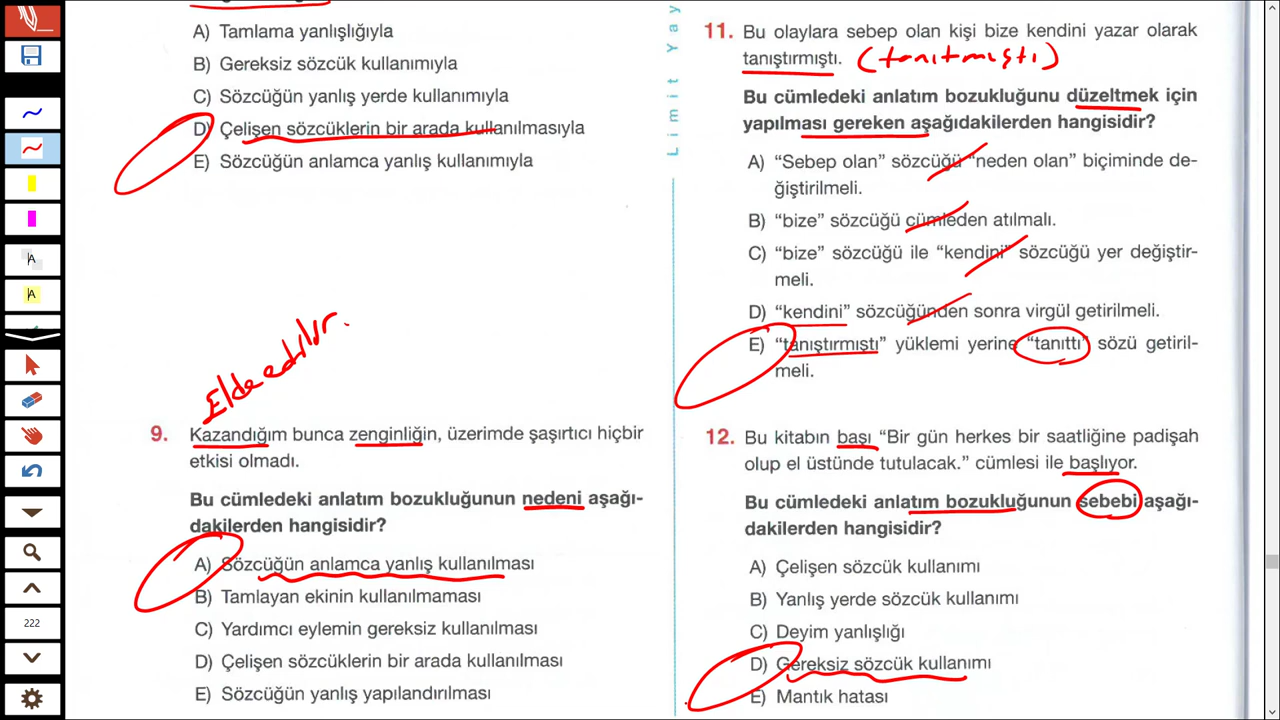 A) Tamlama yanlışlığıyla
B) Gereksiz sözcük kullanımıyla
C) Sözcüğün yanlış yerde kullanımıyla
D) Çelişen sözcüklerin bir arada kullanılmasıyla
E) Sözcüğün anlamca yanlış kullanımıyla
Elde edilir.
9. Kazandığım bunca zenginliğin, üzerimde şaşırtıcı hiçbir
etkisi olmadı.
Bu cümledeki anlatım bozukluğunun nedeni aşağı-
dakilerden hangisidir?
A) Sözcüğün anlamca yanlış kullanılması
B) Tamlayan ekinin kullanılmaması
C) Yardımcı eylemin gereksiz kullanılması
D) Çelişen sözcüklerin bir arada kullanılması
E) Sözcüğün yanlış yapılandırılması
Limit Yay
11. Bu olaylara sebep olan kişi bize kendini yazar olarak
tanıştırmıştı. (tanıtmıştı)
Bu cümledeki anlatım bozukluğunu düzeltmek için
yapılması gereken aşağıdakilerden hangisidir?
A) “Sebep olan” sözcüğü “neden olan” biçiminde de-
ğiştirilmeli.
B) “bize” sözcüğü cümleden atılmalı.
C) “bize” sözcüğü ile “kendini” sözcüğü yer değiştir-
meli.
D) “kendini” sözcüğünden sonra virgül getirilmeli.
E) “tanıştırmıştı” yüklemi yerine “tanıttı” sözü getiril-
meli.
12. Bu kitabın başı “Bir gün herkes bir saatliğine padişah
olup el üstünde tutulacak.” cümlesi ile başlıyor.
Bu cümledeki anlatım bozukluğunun sebebi aşağı-
dakilerden hangisidir?
A) Çelişen sözcük kullanımı
B) Yanlış yerde sözcük kullanımı
C) Deyim yanlışlığı
D) Gereksiz sözcük kullanımı
E) Mantık hatası
A
A
222